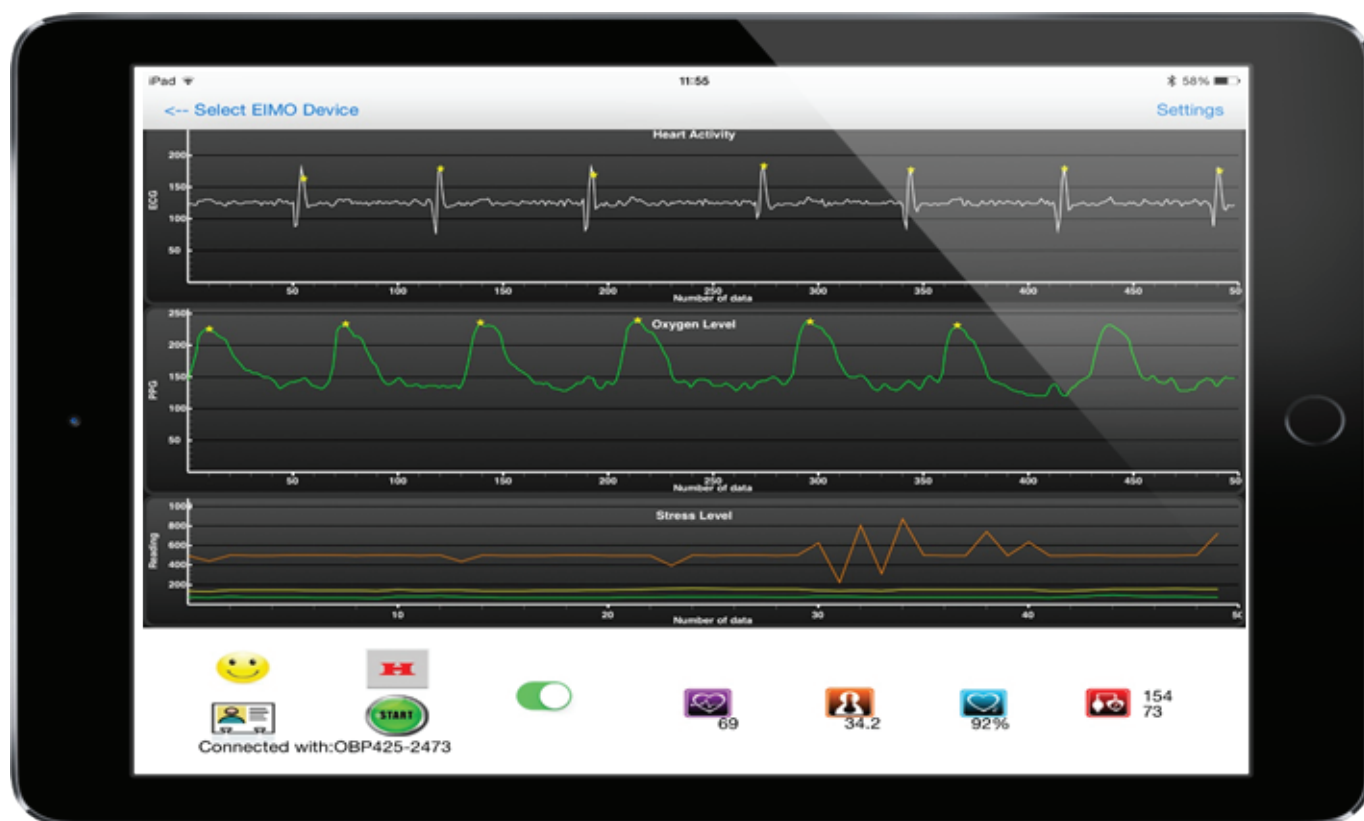 iPad 11:55 58%
<-- Select EIMO Device Settings
Heart Activity
ECG
200
150
100
50
50 100 150 200 250 300 350 400 450 50
Number of data
Oxygen Level
PPG
250
200
150
100
50
50 100 150 200 250 300 350 400 450 50
Number of data
Stress Level
Reading
1000
800
600
400
200
10 20 30 40 50
Number of data
H
START
69 34.2 92% 154
73
Connected with:OBP425-2473